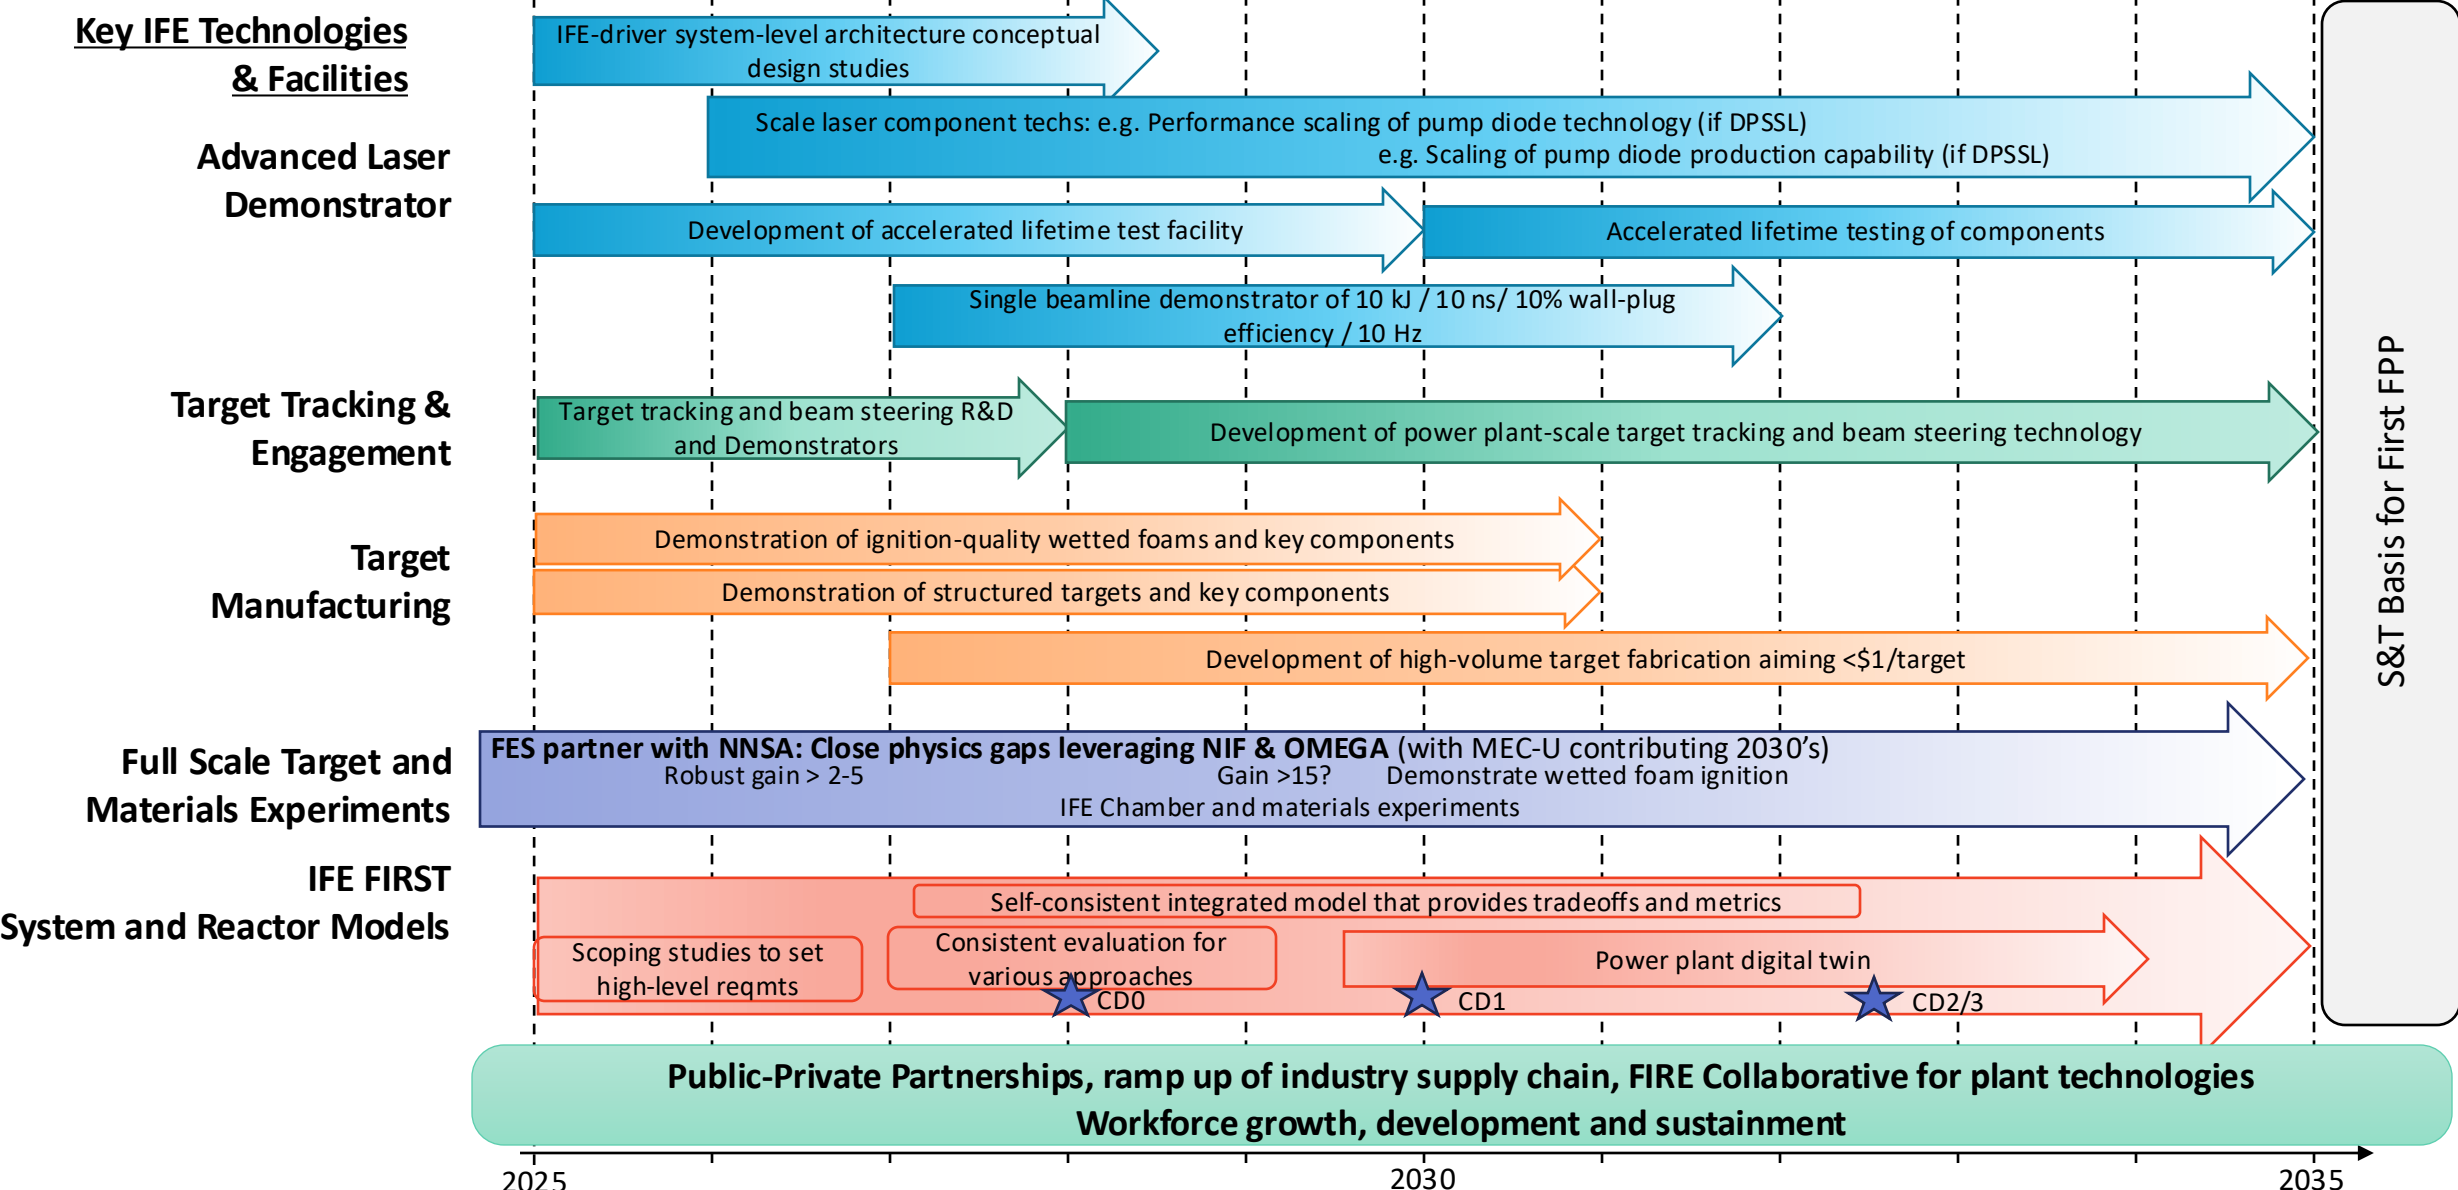 Key IFE Technologies
& Facilities
IFE-driver system-level architecture conceptual
design studies
Advanced Laser
Demonstrator
Scale laser component techs: e.g. Performance scaling of pump diode technology (if DPSSL)
e.g. Scaling of pump diode production capability (if DPSSL)
Development of accelerated lifetime test facility
Accelerated lifetime testing of components
Single beamline demonstrator of 10 kJ / 10 ns/ 10% wall-plug
efficiency / 10 Hz
Target Tracking &
Engagement
Target tracking and beam steering R&D
and Demonstrators
Development of power plant-scale target tracking and beam steering technology
Target
Manufacturing
Demonstration of ignition-quality wetted foams and key components
Demonstration of structured targets and key components
Development of high-volume target fabrication aiming <$1/target
Full Scale Target and
Materials Experiments
FES partner with NNSA: Close physics gaps leveraging NIF & OMEGA (with MEC-U contributing 2030’s)
Robust gain > 2-5 Gain >15? Demonstrate wetted foam ignition
IFE Chamber and materials experiments
IFE FIRST
System and Reactor Models
Self-consistent integrated model that provides tradeoffs and metrics
Scoping studies to set
high-level reqmts
Consistent evaluation for
various approaches
Power plant digital twin
CD0
CD1
CD2/3
S&T Basis for First FPP
Public-Private Partnerships, ramp up of industry supply chain, FIRE Collaborative for plant technologies
Workforce growth, development and sustainment
2025 2030 2035